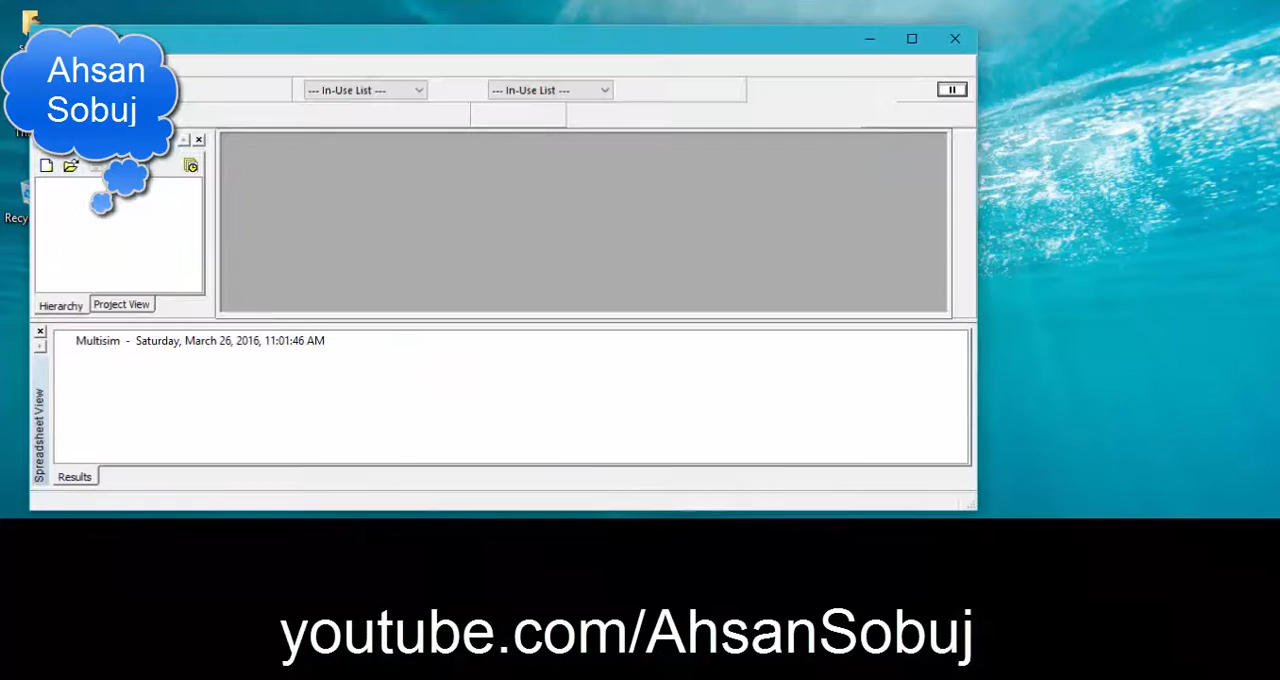 Ahsan
Sobuj
--- In-Use List ---
--- In-Use List ---
Recy
Hierarchy
Project View
Multisim - Saturday, March 26, 2016, 11:01:46 AM
Spreadsheet View
Results
youtube.com/AhsanSobuj